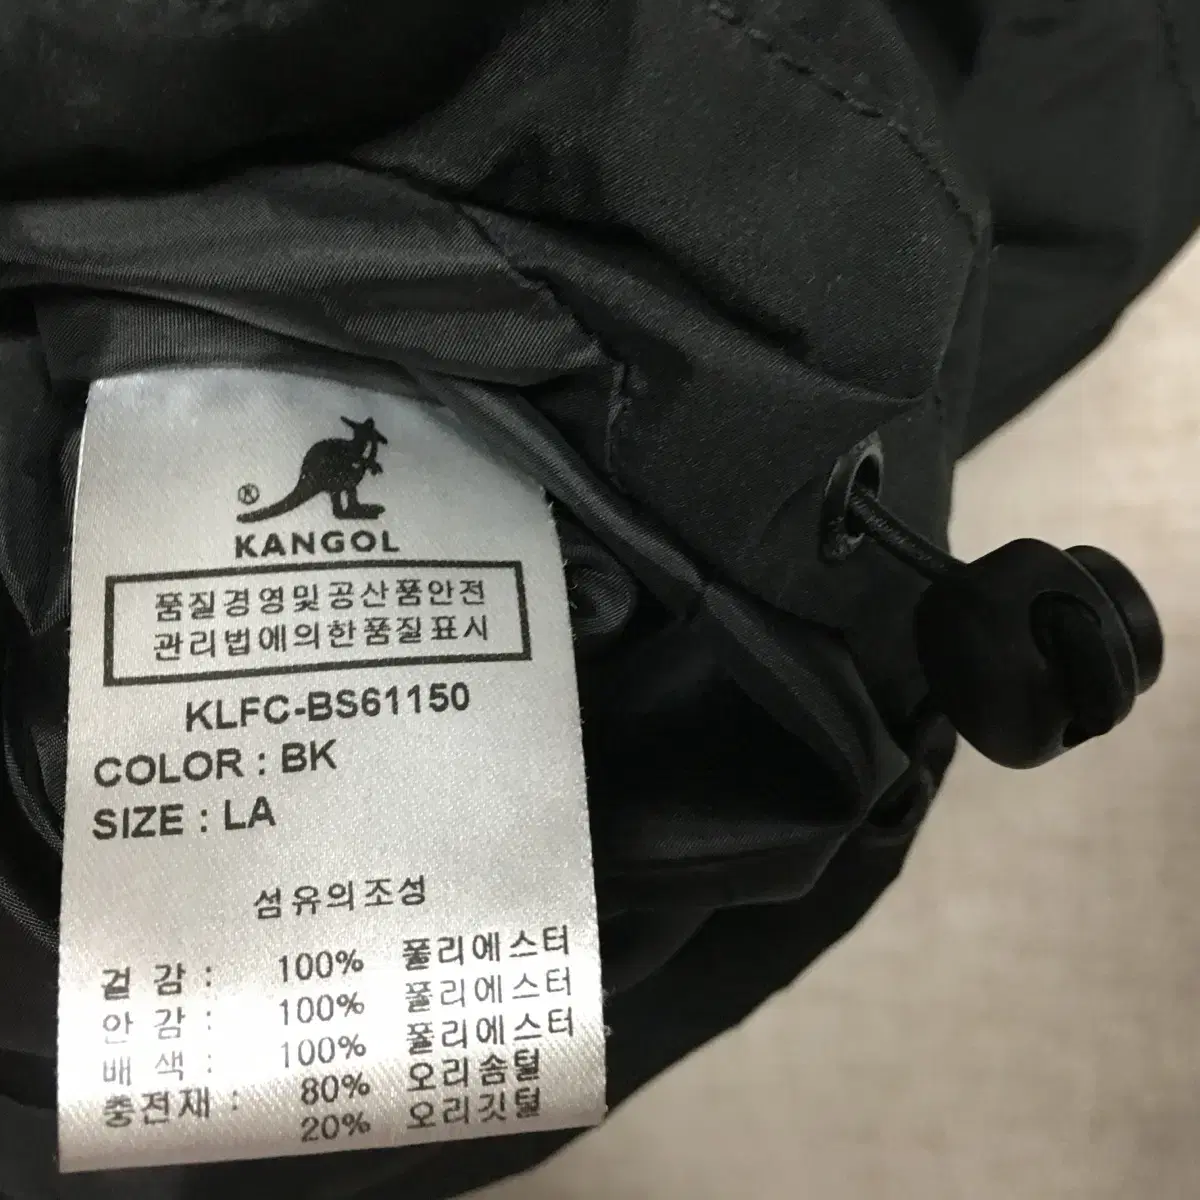 ®
KANGOL
품질경영및공산품안전
관리법에의한품질표시
KLFC-BS61150
COLOR : BK
SIZE : LA
섬유의조성
겉 감 : 100% 폴리에스터
안 감 : 100% 폴리에스터
배 색 : 100% 폴리에스터
충전재 : 80% 오리솜털
20% 오리깃털